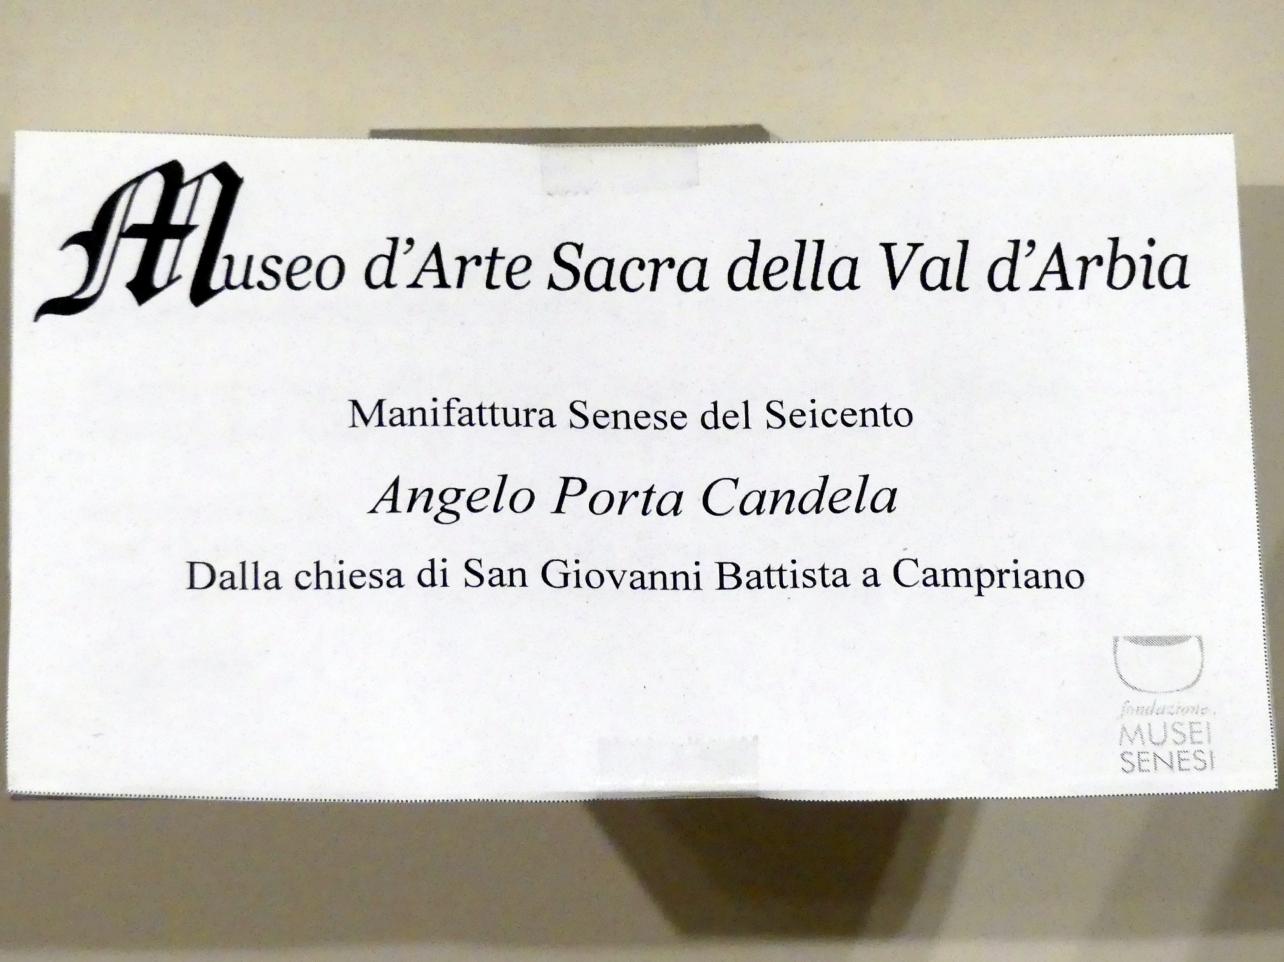 Museo d'Arte Sacra della Val d'Arbia
Manifattura Senese del Seicento
Angelo Porta Candela
Dalla chiesa di San Giovanni Battista a Campriano
fondazione
MUSEI
SENESI